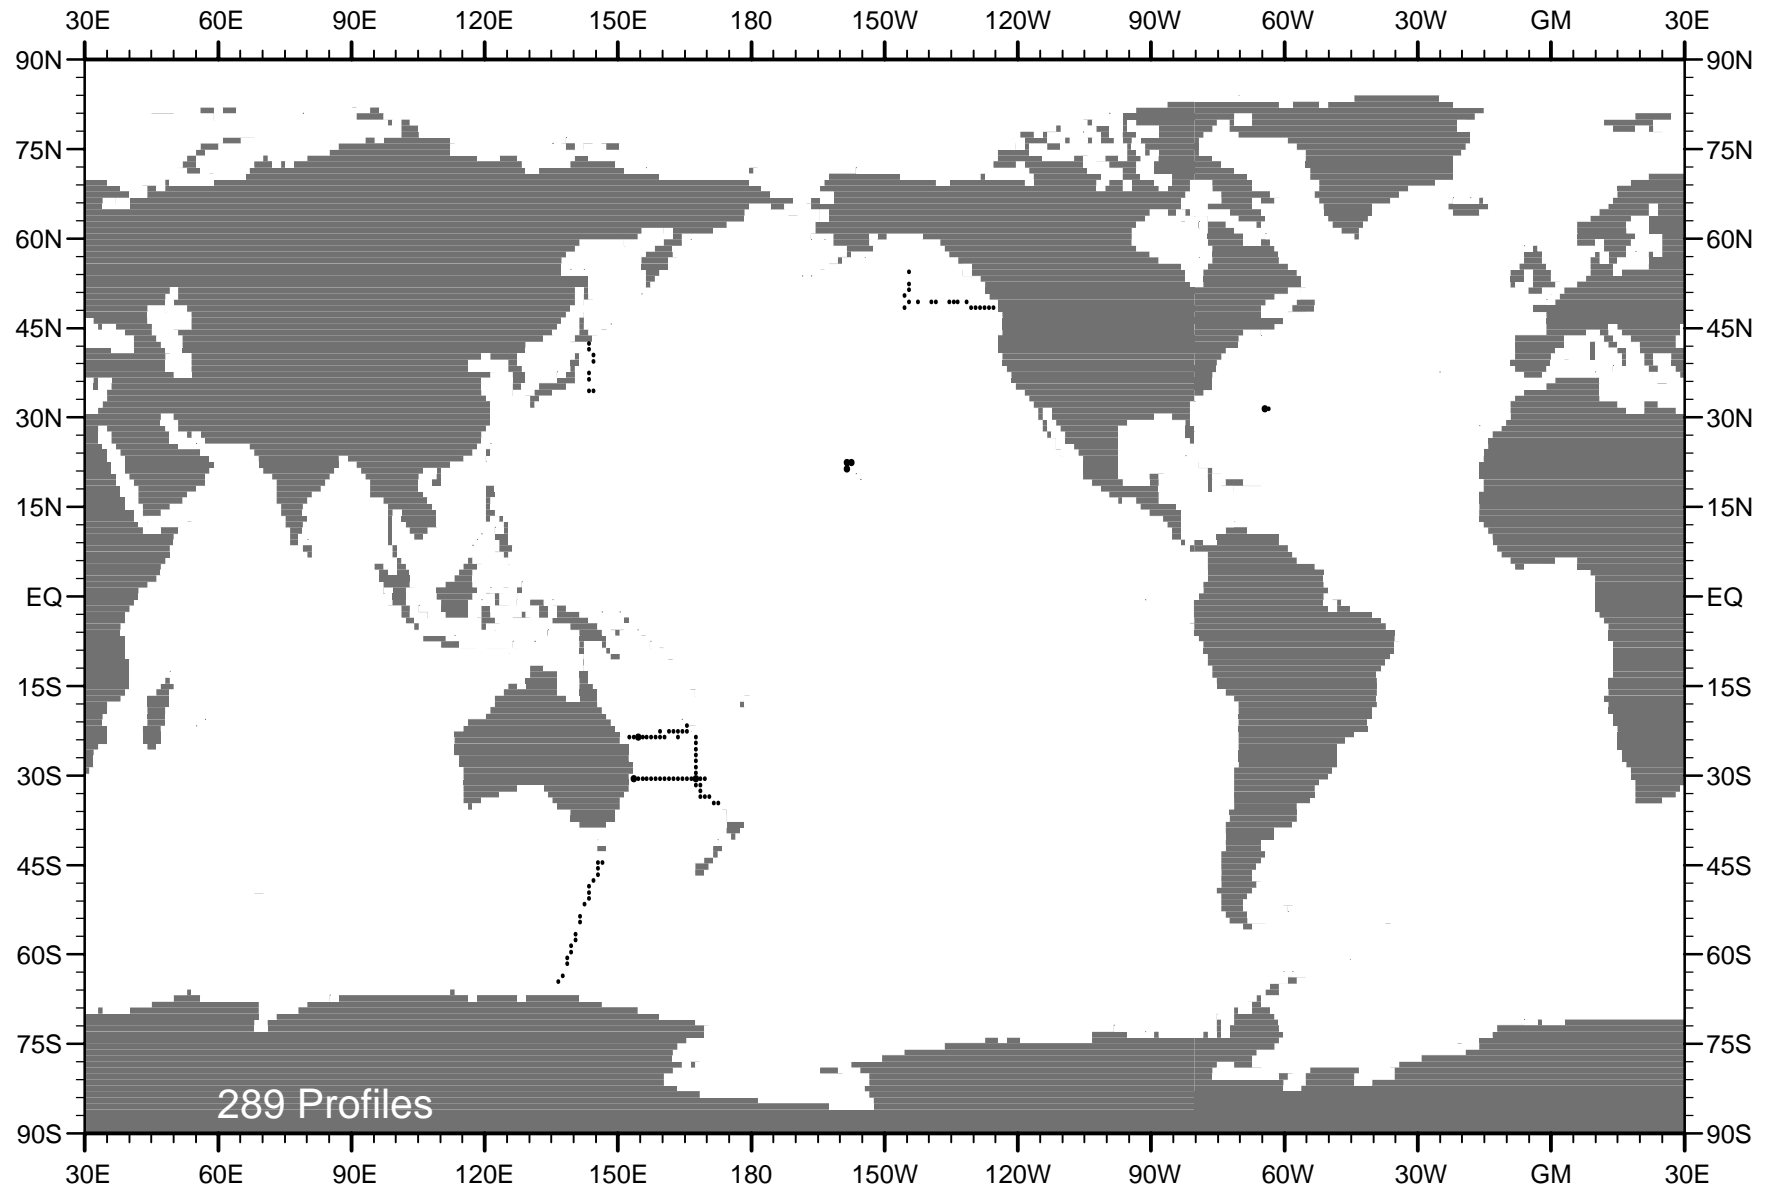 30E 60E 90E 120E 150E 180 150W 120W 90W 60W 30W GM 30E
90N 90N
75N 75N
60N 60N
45N 45N
30N 30N
15N 15N
EQ EQ
15S 15S
30S 30S
45S 45S
60S 60S
75S 75S
289 Profiles
90S 90S
30E 60E 90E 120E 150E 180 150W 120W 90W 60W 30W GM 30E